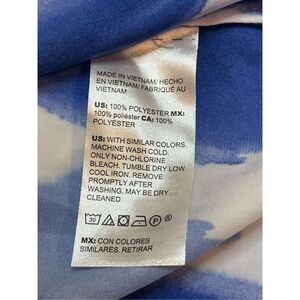 MADE IN VIETNAM/ HECHO
EN VIETNAM/ FABRIQUÉ AU
VIETNAM
US: 100% POLYESTER MX:
100% poliéster CA: 100%
POLYESTER
US: WITH SIMILAR COLORS.
MACHINE WASH COLD.
ONLY NON-CHLORINE
BLEACH. TUMBLE DRY LOW.
COOL IRON. REMOVE
PROMPTLY AFTER
WASHING. MAY BE DRY
CLEANED
30 P
MX: CON COLORES
SIMILARES. RETIRAR